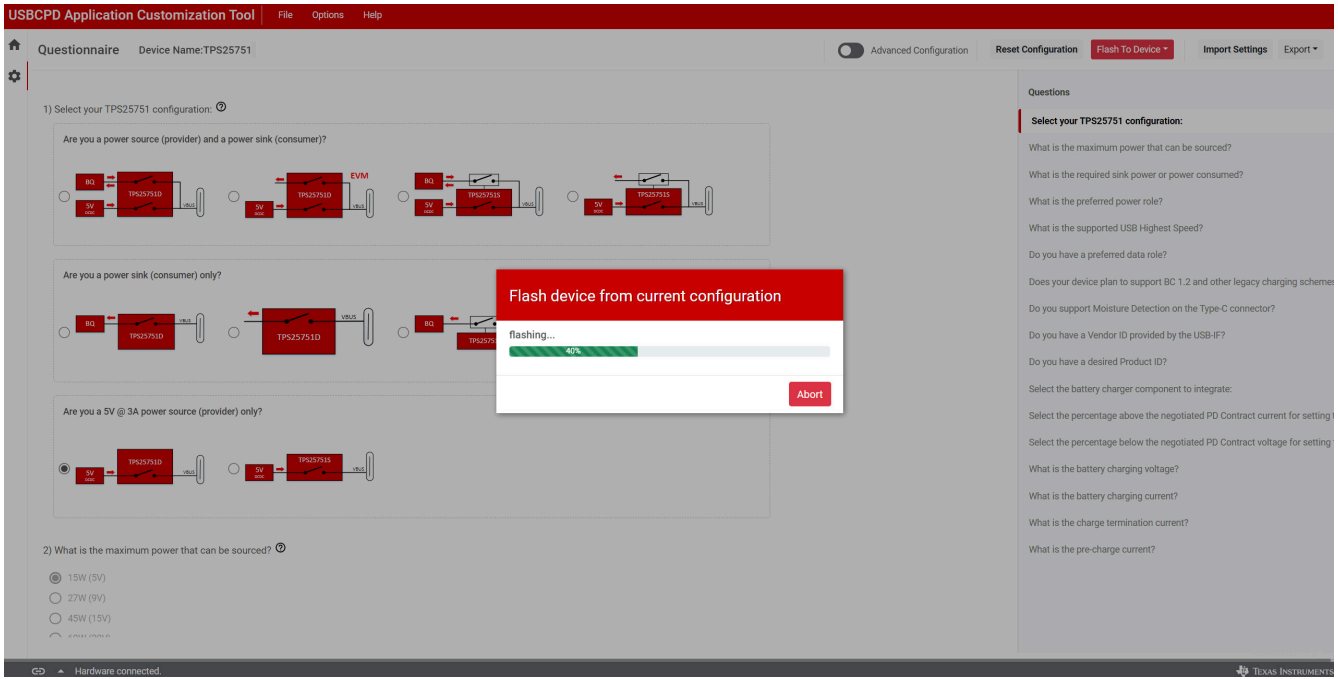 USBCPD Application Customization Tool File Options Help
Questionnaire Device Name:TPS25751 Advanced Configuration Reset Configuration Flash To Device Import Settings Export
1) Select your TPS25751 configuration:
Are you a power source (provider) and a power sink (consumer)?
BQ TPS25751D 5V DCDC VBUS
EVM TPS25751D 5V DCDC VBUS
BQ TPS25751S 5V DCDC VBUS
TPS25751S 5V DCDC VBUS
Are you a power sink (consumer) only?
BQ TPS25751D VBUS
TPS25751D VBUS
BQ
Are you a 5V @ 3A power source (provider) only?
TPS25751D 5V DCDC VBUS
TPS25751S 5V DCDC VBUS
2) What is the maximum power that can be sourced?
15W (5V)
27W (9V)
45W (15V)
Flash device from current configuration
flashing...
40%
Abort
Questions
Select your TPS25751 configuration:
What is the maximum power that can be sourced?
What is the required sink power or power consumed?
What is the preferred power role?
What is the supported USB Highest Speed?
Do you have a preferred data role?
Does your device plan to support BC 1.2 and other legacy charging schemes
Do you support Moisture Detection on the Type-C connector?
Do you have a Vendor ID provided by the USB-IF?
Do you have a desired Product ID?
Select the battery charger component to integrate:
Select the percentage above the negotiated PD Contract current for setting
Select the percentage below the negotiated PD Contract voltage for setting
What is the battery charging voltage?
What is the battery charging current?
What is the charge termination current?
What is the pre-charge current?
Hardware connected.
TEXAS INSTRUMENTS